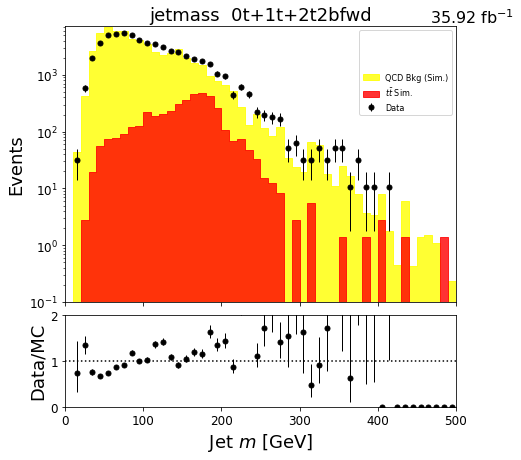 jetmass 0t+1t+2t2bfwd
35.92 fb⁻¹
QCD Bkg (Sim.)
tt̄ Sim.
Data
Events
10³
10²
10¹
10⁰
10⁻¹
Data/MC
2
1
0
0 100 200 300 400 500
Jet m [GeV]